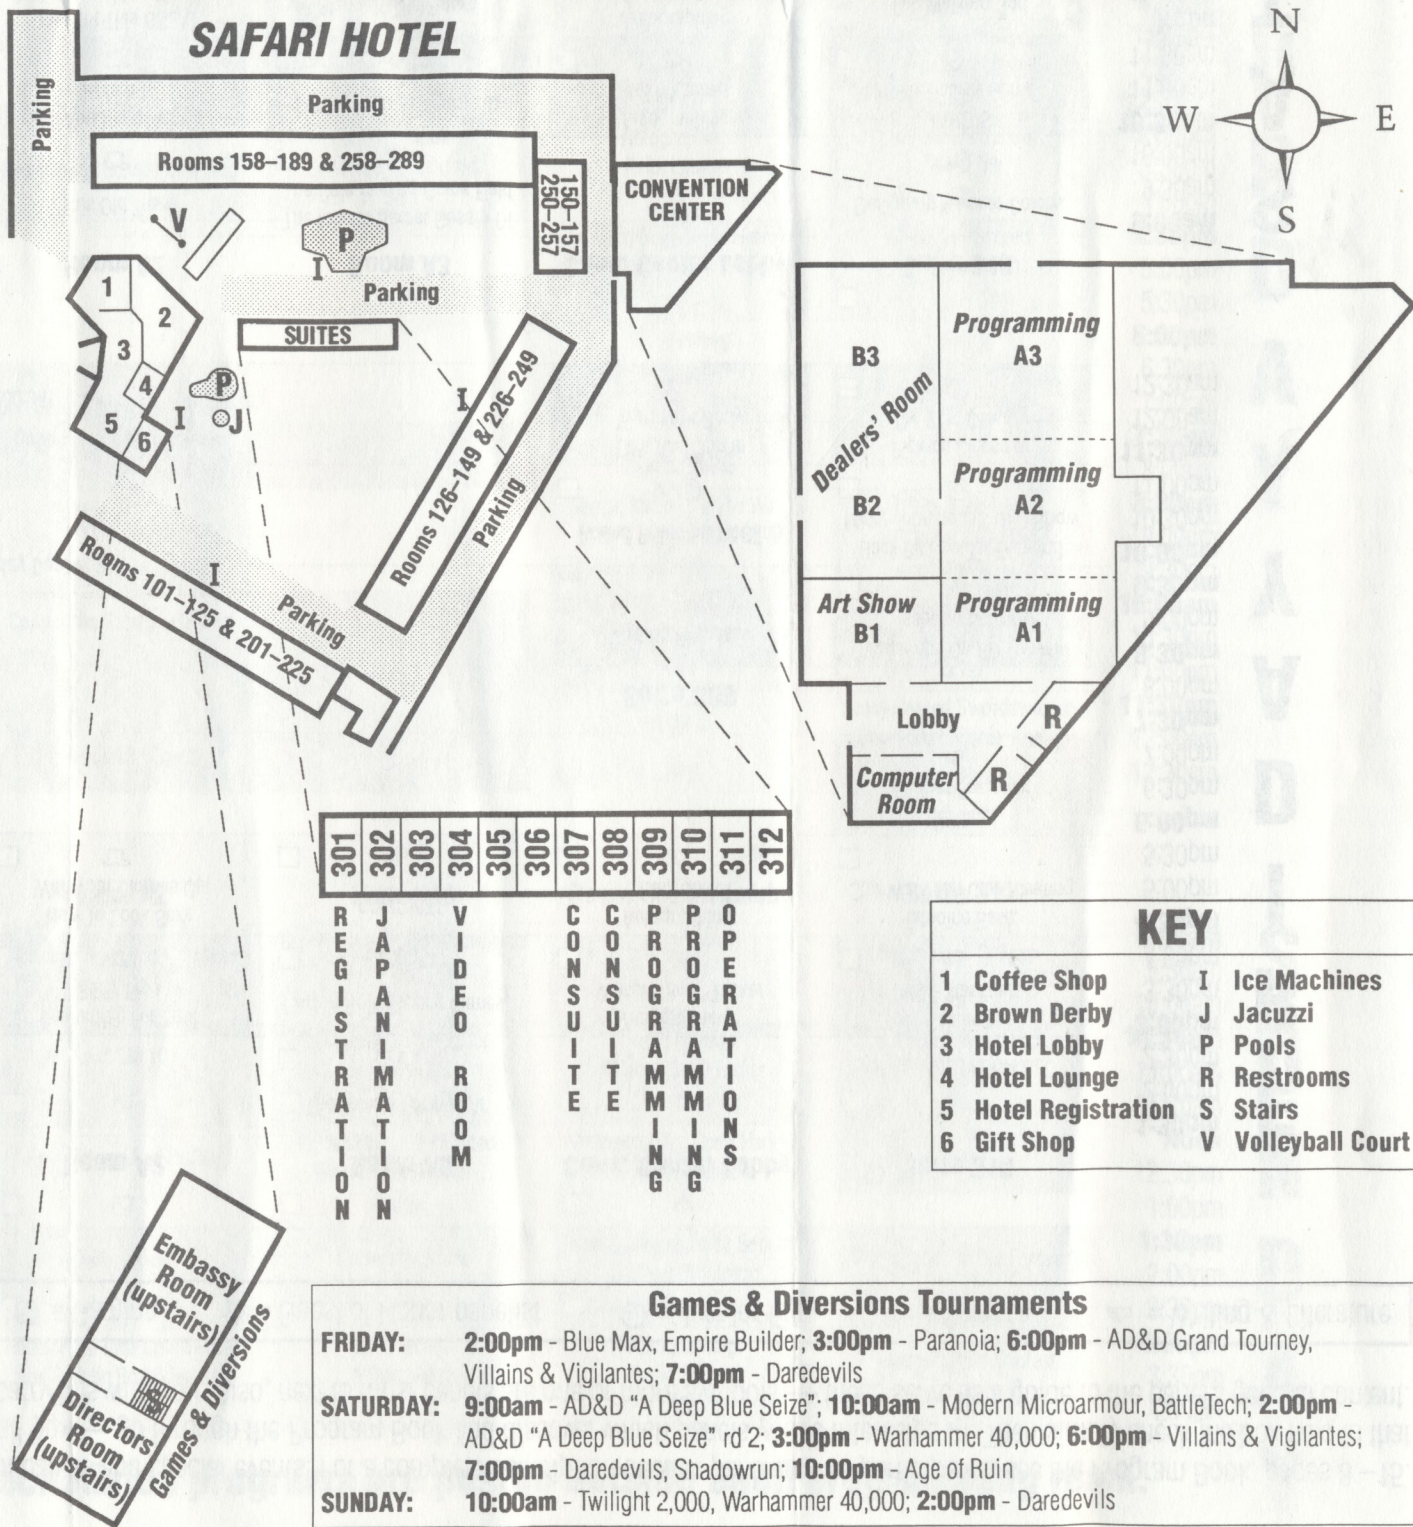 SAFARI HOTEL
N
W
E
S
Parking
Parking
Rooms 158–189 & 258–289
150–157
250–257
CONVENTION
CENTER
V
P
I
Parking
1
2
3
4
5
6
SUITES
P
J
I
I
Rooms 126–149 & 226–249
Parking
I
Rooms 101–125 & 201–225
Parking
Programming
A3
B3
Dealers' Room
Programming
A2
B2
Art Show
B1
Programming
A1
Lobby
R
R
Computer
Room
301
302
303
304
305
306
307
308
309
310
311
312
REGISTRATION
JAPANIMATION
VIDEO ROOM
CONSUITE
CONSUITE
PROGRAMMING
PROGRAMMING
OPERATIONS
KEY
1 Coffee Shop
2 Brown Derby
3 Hotel Lobby
4 Hotel Lounge
5 Hotel Registration
6 Gift Shop
I Ice Machines
J Jacuzzi
P Pools
R Restrooms
S Stairs
V Volleyball Court
Embassy
Room
(upstairs)
S
Directors
Room
(upstairs)
Games & Diversions
Games & Diversions Tournaments
FRIDAY: 2:00pm - Blue Max, Empire Builder; 3:00pm - Paranoia; 6:00pm - AD&D Grand Tourney,
Villains & Vigilantes; 7:00pm - Daredevils
SATURDAY: 9:00am - AD&D "A Deep Blue Seize"; 10:00am - Modern Microarmour, BattleTech; 2:00pm -
AD&D "A Deep Blue Seize" rd 2; 3:00pm - Warhammer 40,000; 6:00pm - Villains & Vigilantes;
7:00pm - Daredevils, Shadowrun; 10:00pm - Age of Ruin
SUNDAY: 10:00am - Twilight 2,000, Warhammer 40,000; 2:00pm - Daredevils